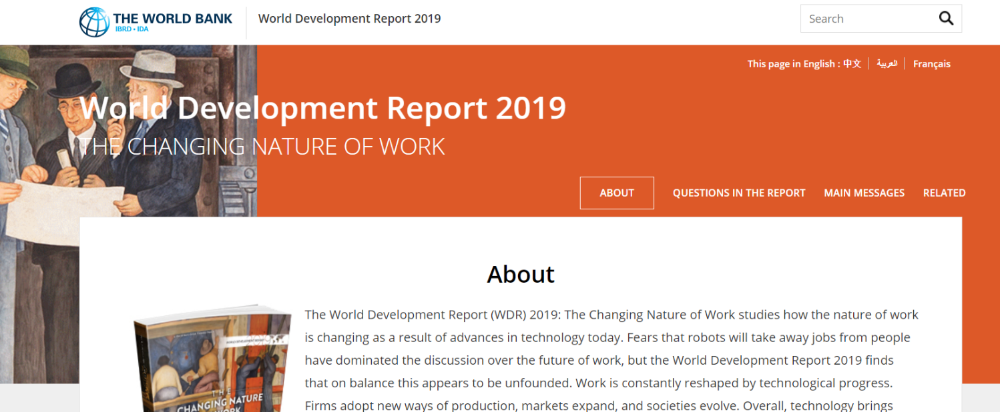 THE WORLD BANK
IBRD • IDA
World Development Report 2019
Search
This page in English : 中文 | العربية | Français
World Development Report 2019
THE CHANGING NATURE OF WORK
ABOUT
QUESTIONS IN THE REPORT
MAIN MESSAGES
RELATED
About
The World Development Report (WDR) 2019: The Changing Nature of Work studies how the nature of work
is changing as a result of advances in technology today. Fears that robots will take away jobs from people
have dominated the discussion over the future of work, but the World Development Report 2019 finds
that on balance this appears to be unfounded. Work is constantly reshaped by technological progress.
Firms adopt new ways of production, markets expand, and societies evolve. Overall, technology brings
THE
CHANGING NATURE
WORK